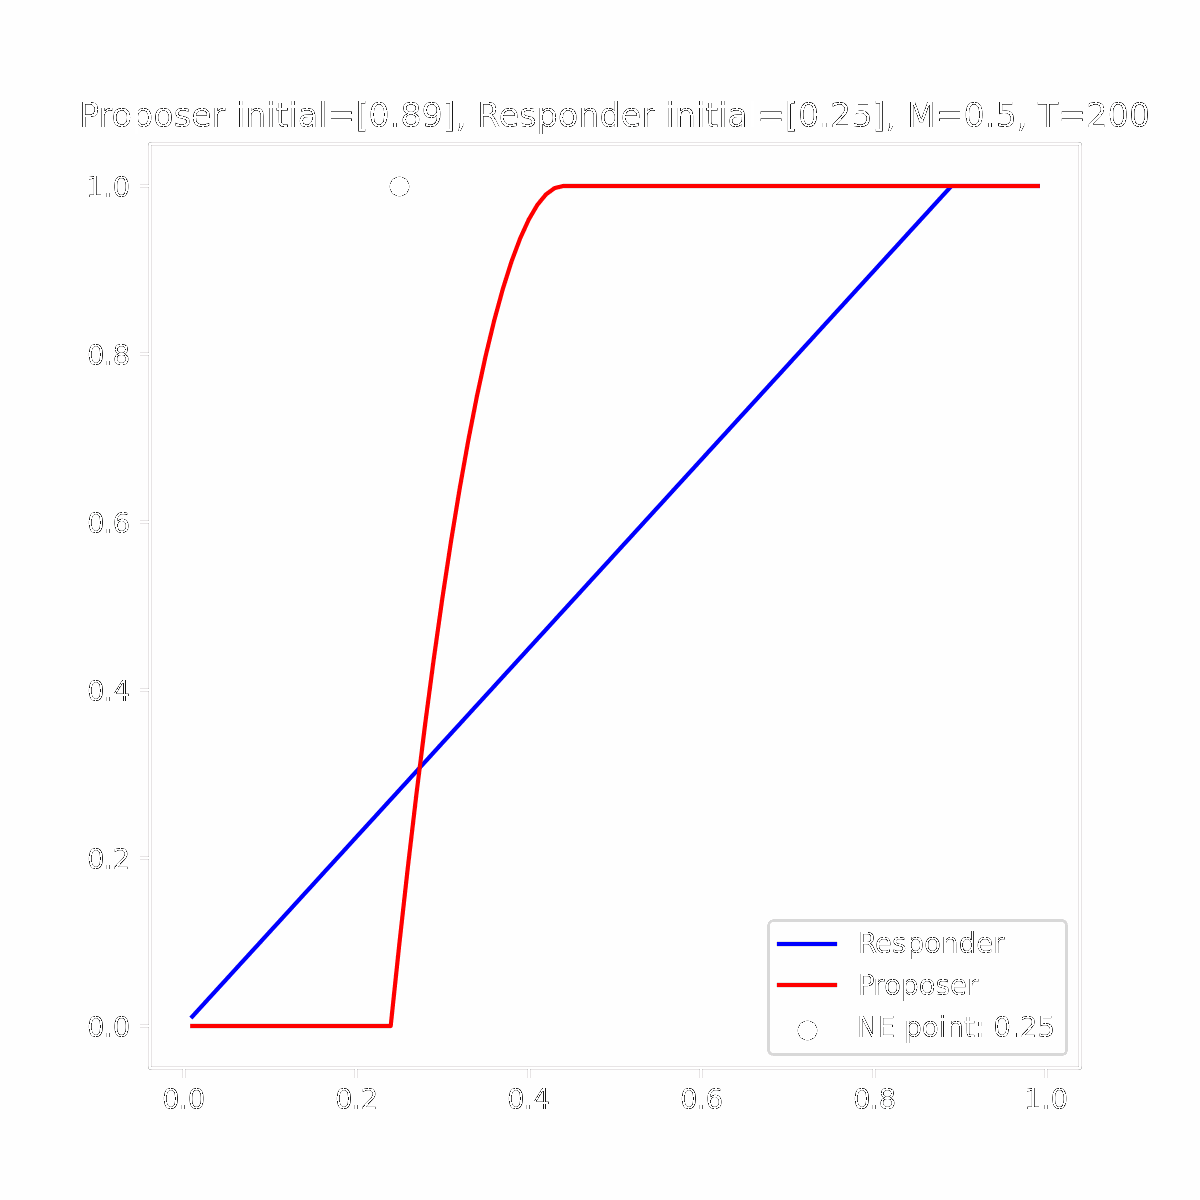 Proposer initial=[0.89], Responder initia =[0.25], M=0.5, T=200
1.0
0.8
0.6
0.4
0.2
0.0
0.0 0.2 0.4 0.6 0.8 1.0
Responder
Proposer
NE point: 0.25